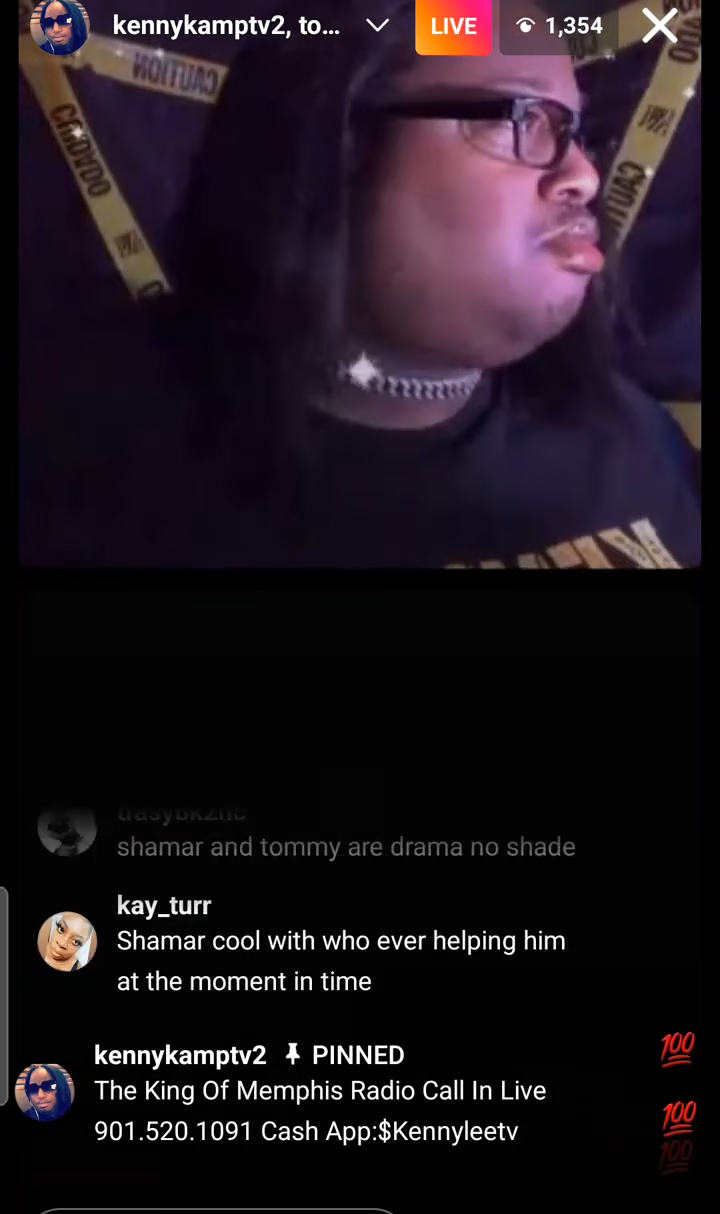 kennykamptv2, to...
LIVE
1,354
CAUTION
CAUTION
shamar and tommy are drama no shade
kay_turr
Shamar cool with who ever helping him
at the moment in time
kennykamptv2 PINNED
The King Of Memphis Radio Call In Live
901.520.1091 Cash App:$Kennyleetv
💯
💯
💯